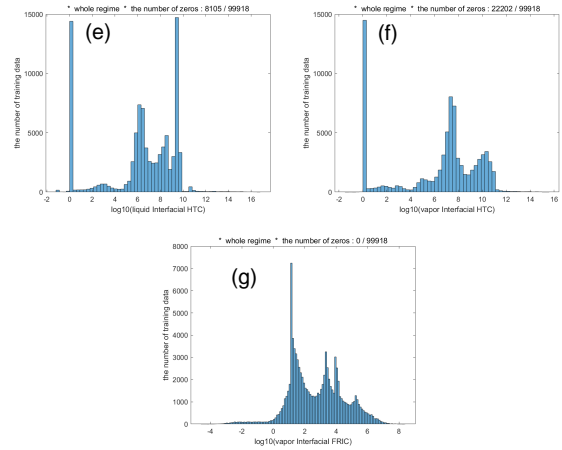 * whole regime * the number of zeros : 8105 / 99918
(e)
15000
10000
5000
0
the number of training data
-2 0 2 4 6 8 10 12 14 16
log10(liquid Interfacial HTC)
* whole regime * the number of zeros : 22202 / 99918
(f)
15000
10000
5000
0
the number of training data
-2 0 2 4 6 8 10 12 14 16
log10(vapor Interfacial HTC)
* whole regime * the number of zeros : 0 / 99918
(g)
8000
7000
6000
5000
4000
3000
2000
1000
0
the number of training data
-4 -2 0 2 4 6 8
log10(vapor Interfacial FRIC)